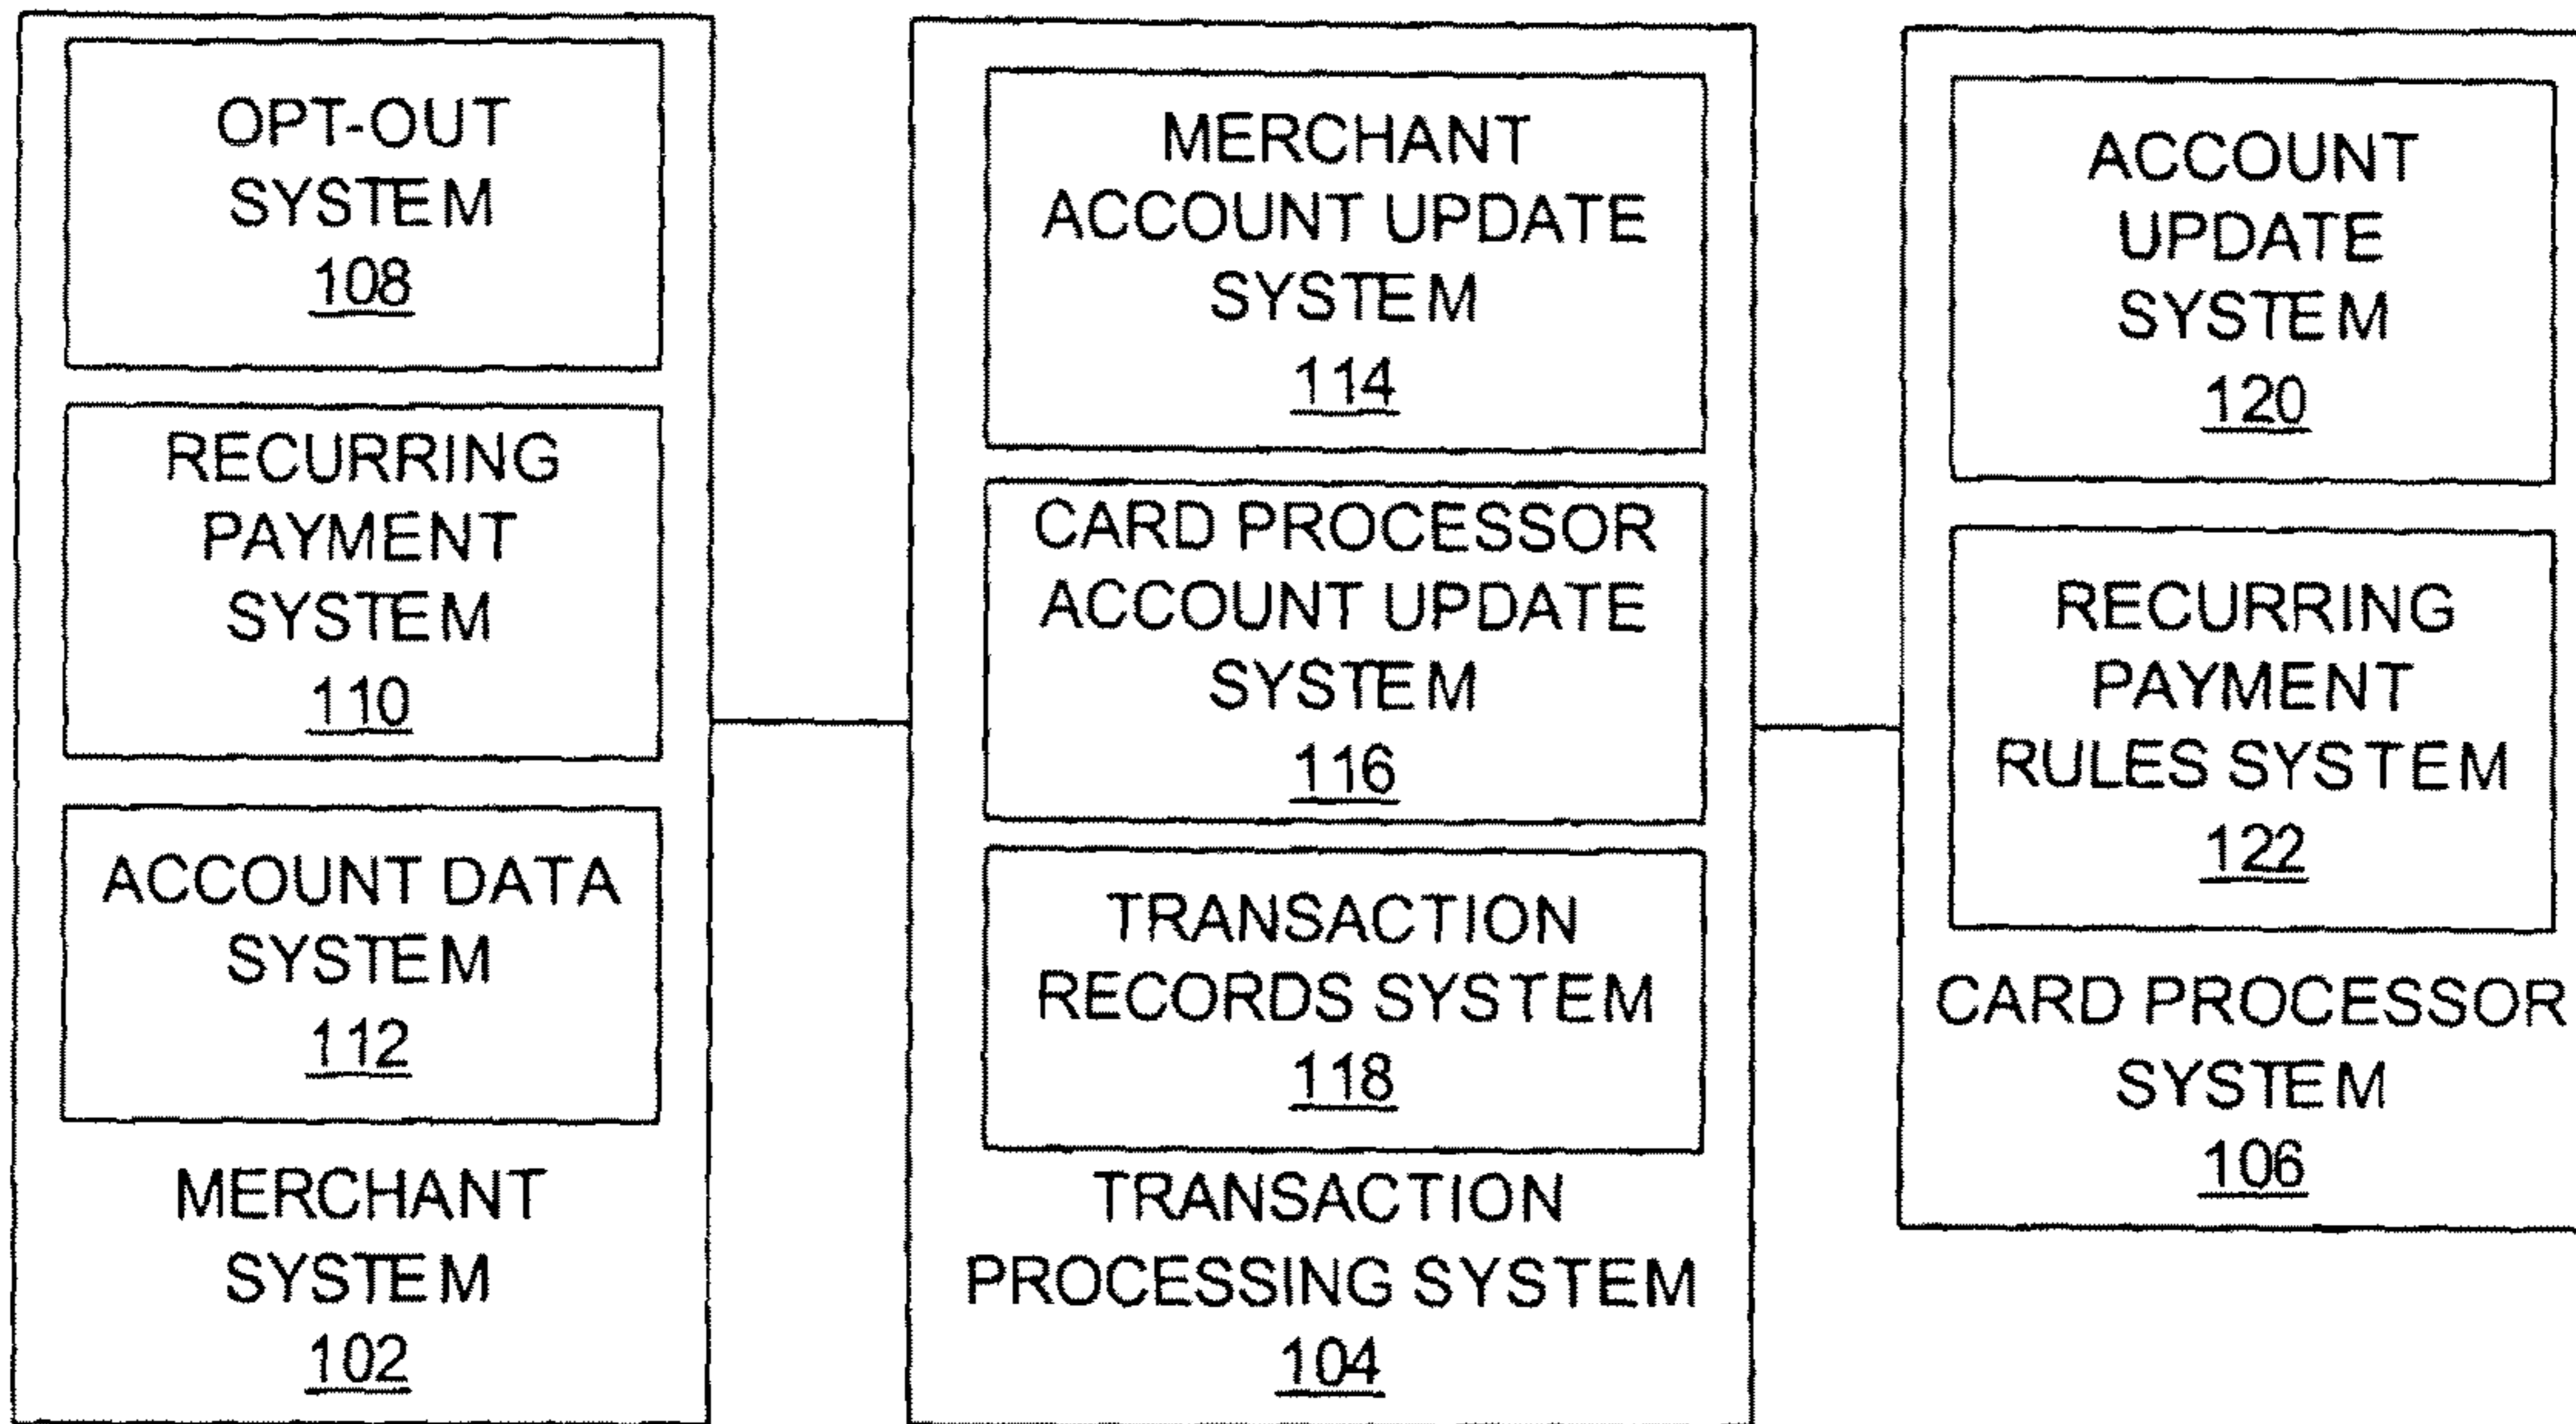 OPT-OUT
SYSTEM
108
RECURRING
PAYMENT
SYSTEM
110
ACCOUNT DATA
SYSTEM
112
MERCHANT
SYSTEM
102
MERCHANT
ACCOUNT UPDATE
SYSTEM
114
CARD PROCESSOR
ACCOUNT UPDATE
SYSTEM
116
TRANSACTION
RECORDS SYSTEM
118
TRANSACTION
PROCESSING SYSTEM
104
ACCOUNT
UPDATE
SYSTEM
120
RECURRING
PAYMENT
RULES SYSTEM
122
CARD PROCESSOR
SYSTEM
106